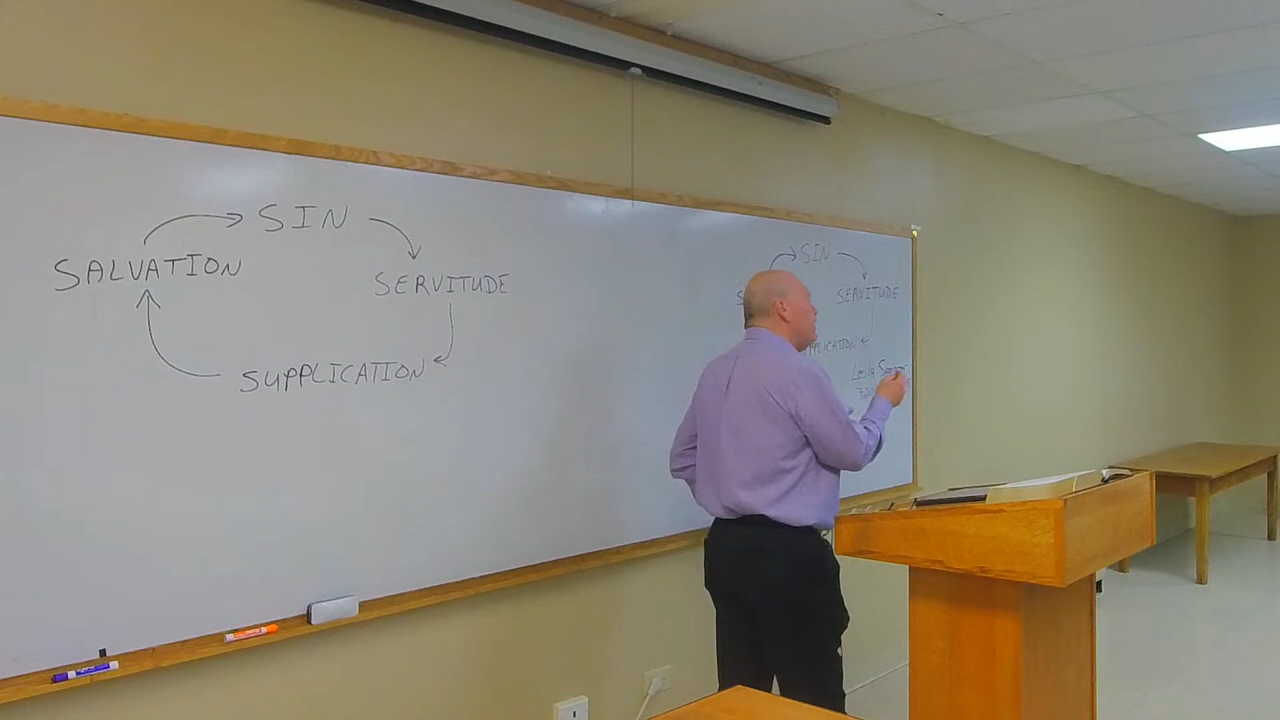 SIN
SALVATION
SERVITUDE
SUPPLICATION
SIN
SERVITUDE